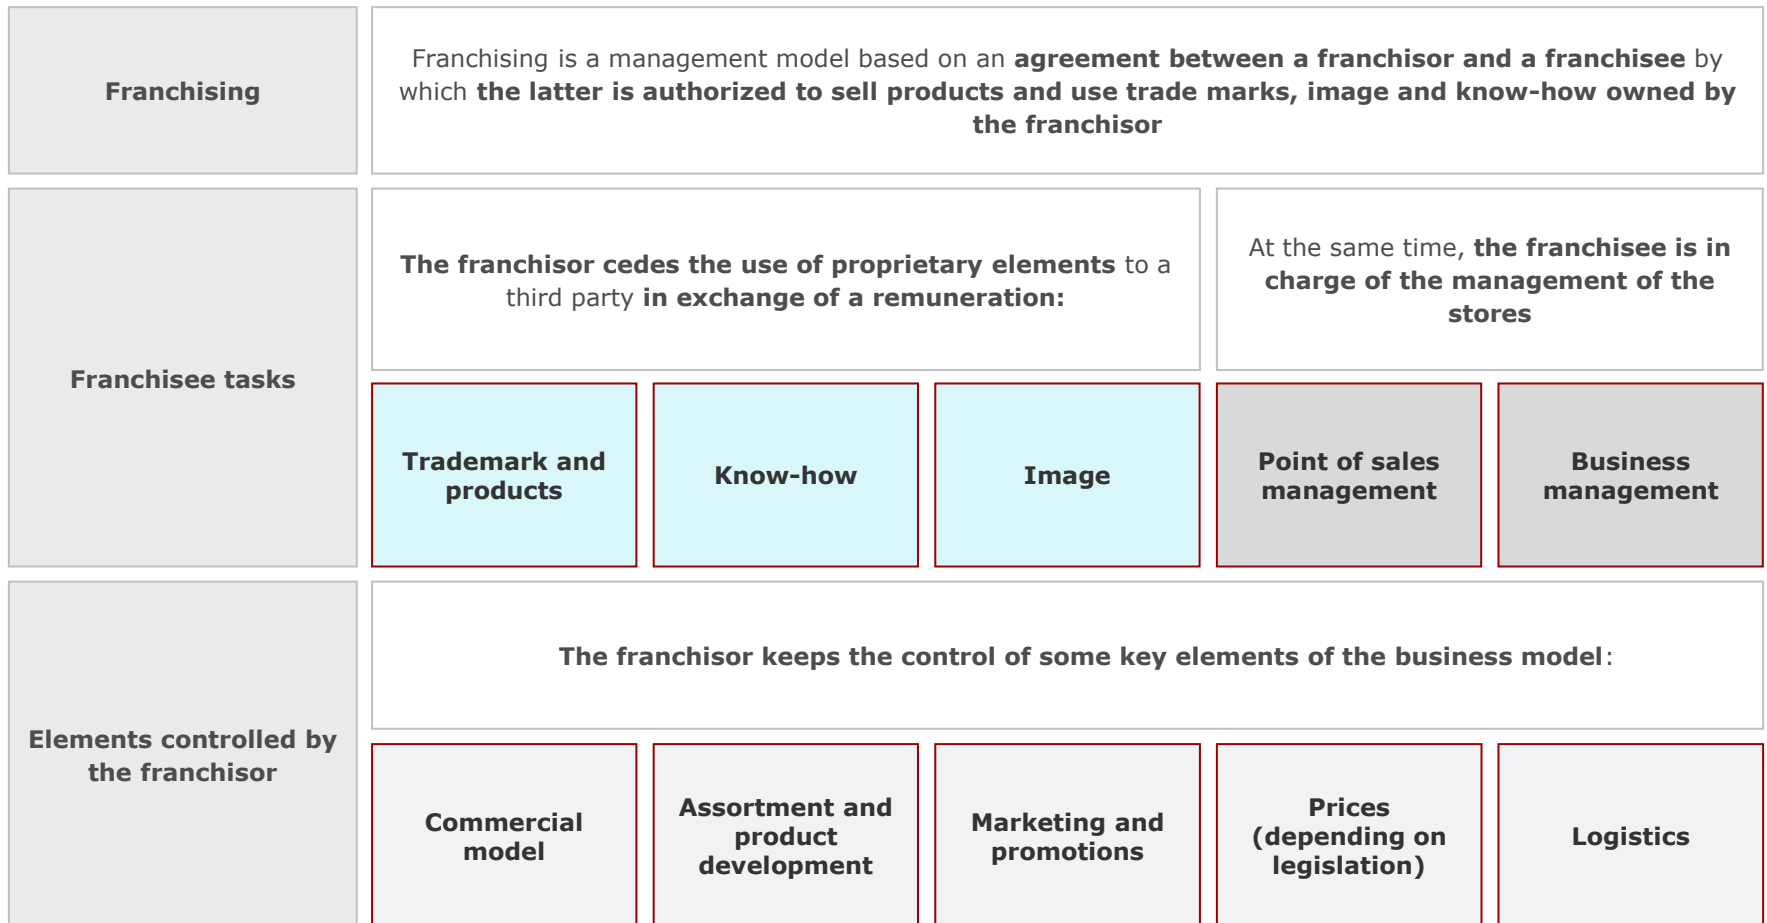 Franchising
Franchising is a management model based on an agreement between a franchisor and a franchisee by
which the latter is authorized to sell products and use trade marks, image and know-how owned by
the franchisor
Franchisee tasks
The franchisor cedes the use of proprietary elements to a
third party in exchange of a remuneration:
At the same time, the franchisee is in
charge of the management of the
stores
Trademark and
products
Know-how
Image
Point of sales
management
Business
management
Elements controlled by
the franchisor
The franchisor keeps the control of some key elements of the business model:
Commercial
model
Assortment and
product
development
Marketing and
promotions
Prices
(depending on
legislation)
Logistics